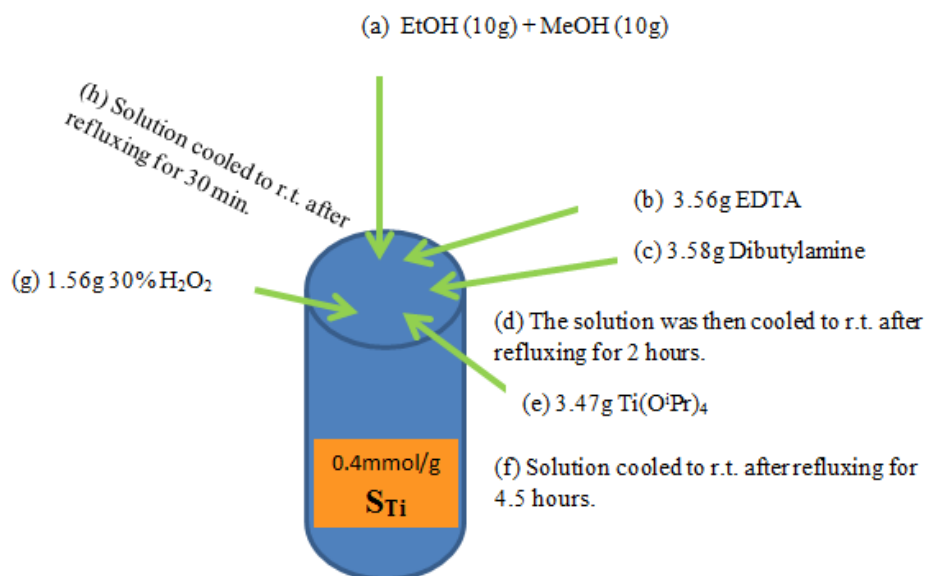 (a) EtOH (10g) + MeOH (10g)
(h) Solution cooled to r.t. after
refluxing for 30 min.
(b) 3.56g EDTA
(c) 3.58g Dibutylamine
(g) 1.56g 30% H₂O₂
(d) The solution was then cooled to r.t. after
refluxing for 2 hours.
(e) 3.47g Ti(OⁱPr)₄
0.4mmol/g
S_Ti
(f) Solution cooled to r.t. after refluxing for
4.5 hours.